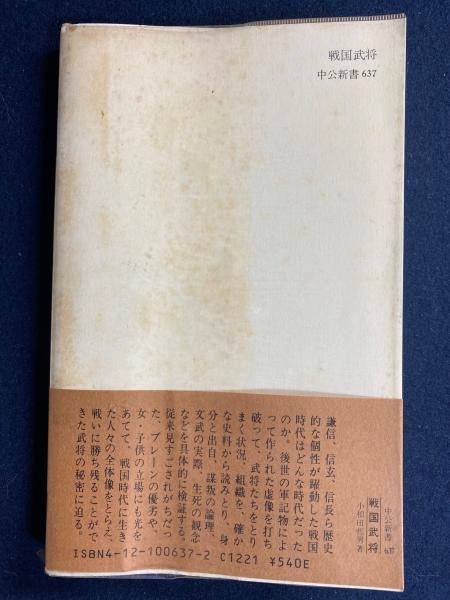 戦国武将
中公新書 637
謙信、信玄、信長ら歴史
的な個性が躍動した戦国
時代はどんな時代だった
のか。後世の軍記物によ
って作られた虚像を打ち
破って、武将たちをとり
まく状況、組織を、確か
な史料から読みとり、身
分と出自、謀叛の論理、
文武の実際、生死の観念
などを具体的に検証する。
従来見すごされがちだっ
た、ブレーンの優劣や、
女・子供の立場にも光を
あてて、戦国時代に生き
た人々の全体像をとらえ、
戦いに勝ち残ることがで
きた武将の秘密に迫る。
中公新書 637
戦国武将
小和田哲男著
ISBN4-12-100637-2 C1221 ¥540E